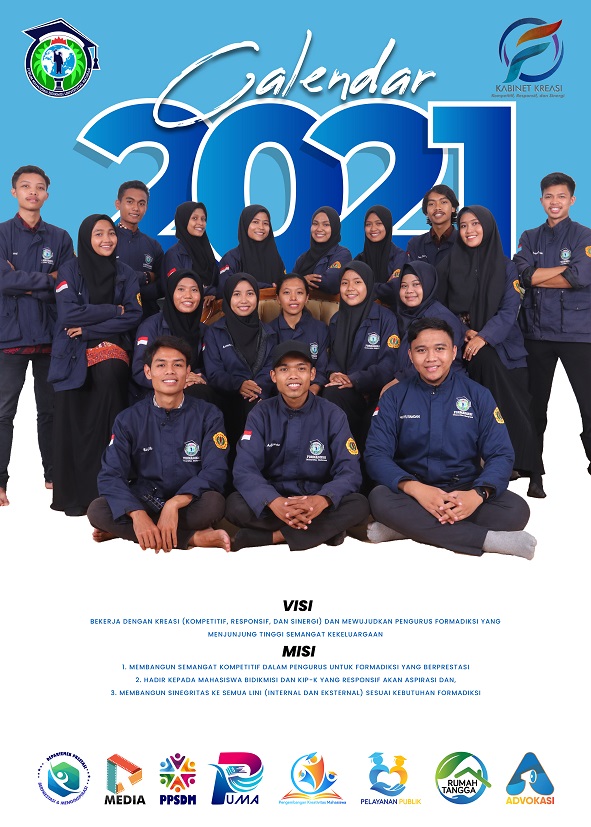 Calendar
2021
KABINET KREASI
Kompetitif, Responsif, dan Sinergi
VISI
BEKERJA DENGAN KREASI (KOMPETITIF, RESPONSIF, DAN SINERGI) DAN MEWUJUDKAN PENGURUS FORMADIKSI YANG
MENJUNJUNG TINGGI SEMANGAT KEKELUARGAAN
MISI
1. MEMBANGUN SEMANGAT KOMPETITIF DALAM PENGURUS UNTUK FORMADIKSI YANG BERPRESTASI
2. HADIR KEPADA MAHASISWA BIDIKMISI DAN KIP-K YANG RESPONSIF AKAN ASPIRASI DAN,
3. MEMBANGUN SINEGRITAS KE SEMUA LINI (INTERNAL DAN EKSTERNAL) SESUAI KEBUTUHAN FORMADIKSI
DEPARTEMEN PRESTASI
MEDIA
PPSDM
PUMA
Pengembangan Kreativitas Mahasiswa
PELAYANAN PUBLIK
RUMAH
TANGGA
ADVOKASI